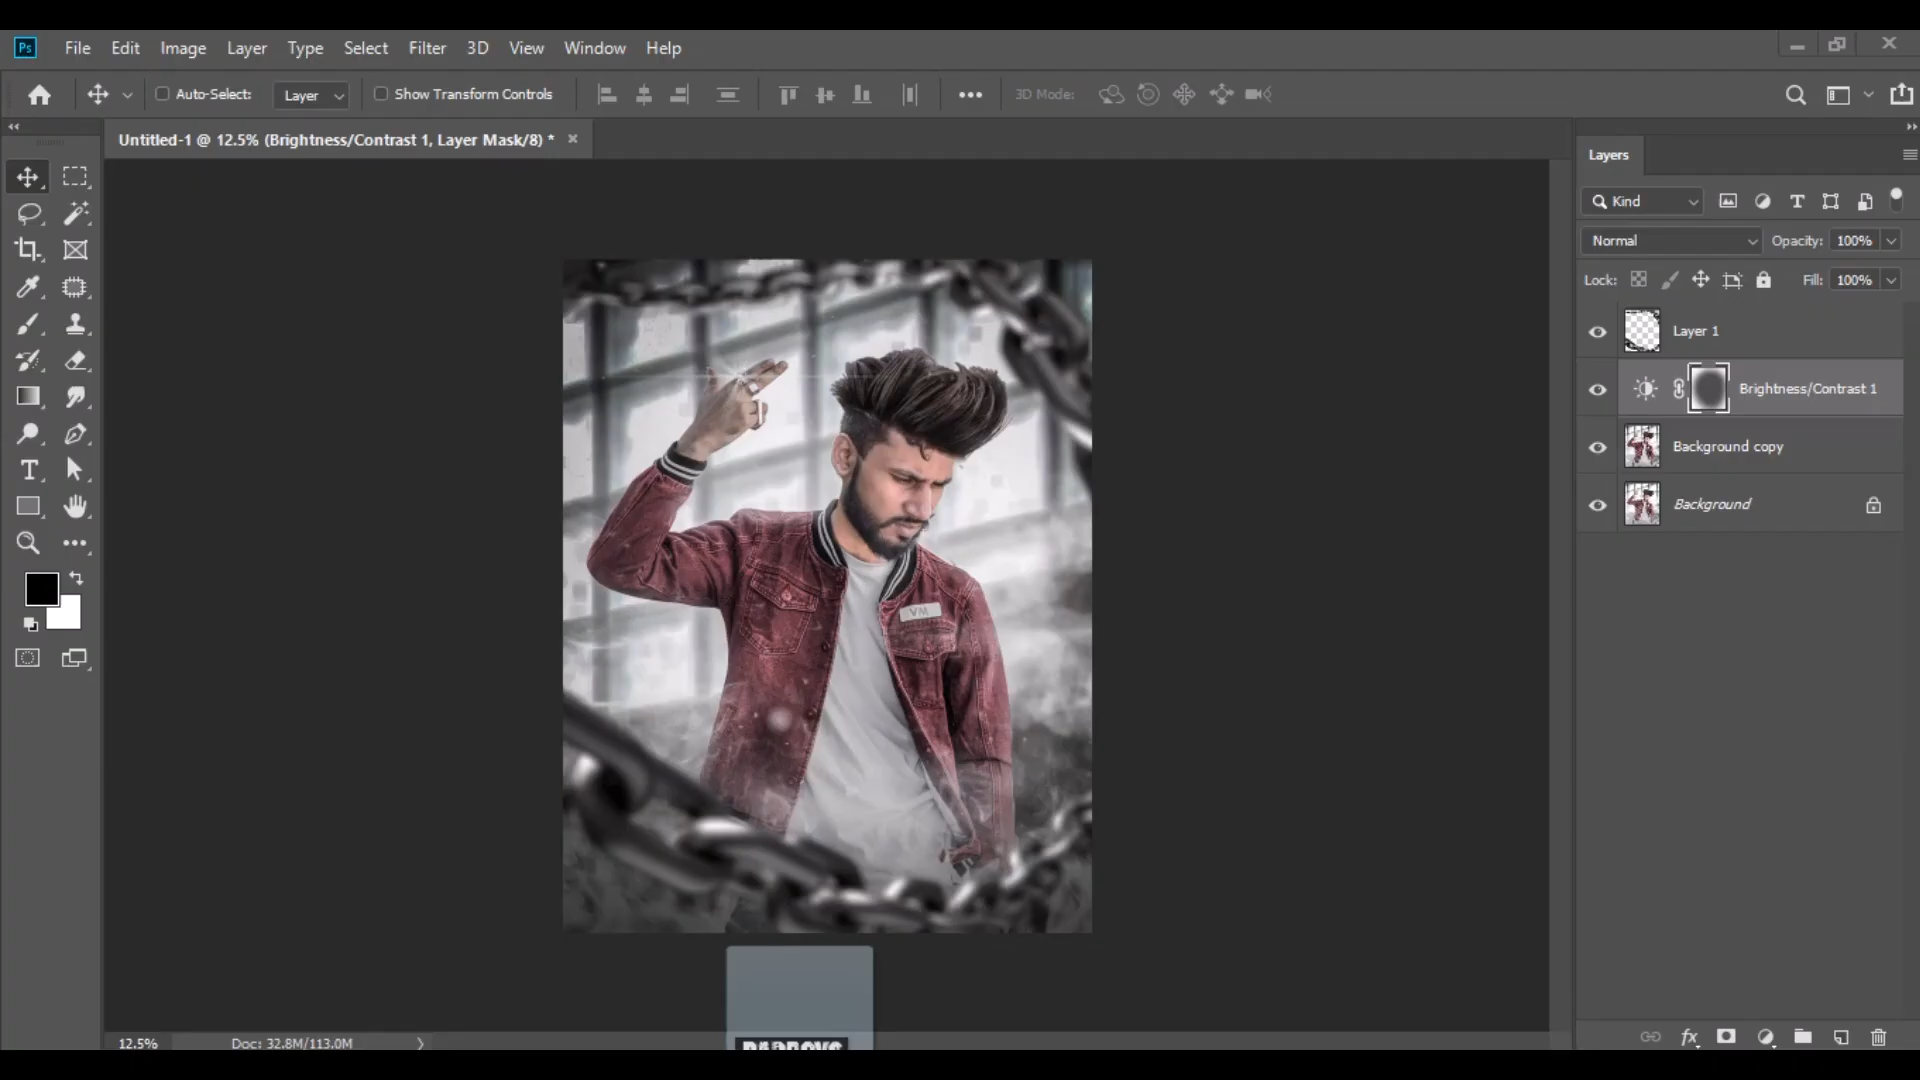 Ps File Edit Image Layer Type Select Filter 3D View Window Help
Auto-Select: Layer Show Transform Controls 3D Mode:
Untitled-1 @ 12.5% (Brightness/Contrast 1, Layer Mask/8) *
Layers
Kind
Normal Opacity: 100%
Lock: Fill: 100%
Layer 1
Brightness/Contrast 1
Background copy
Background
VM
12.5% Doc: 32.8M/113.0M